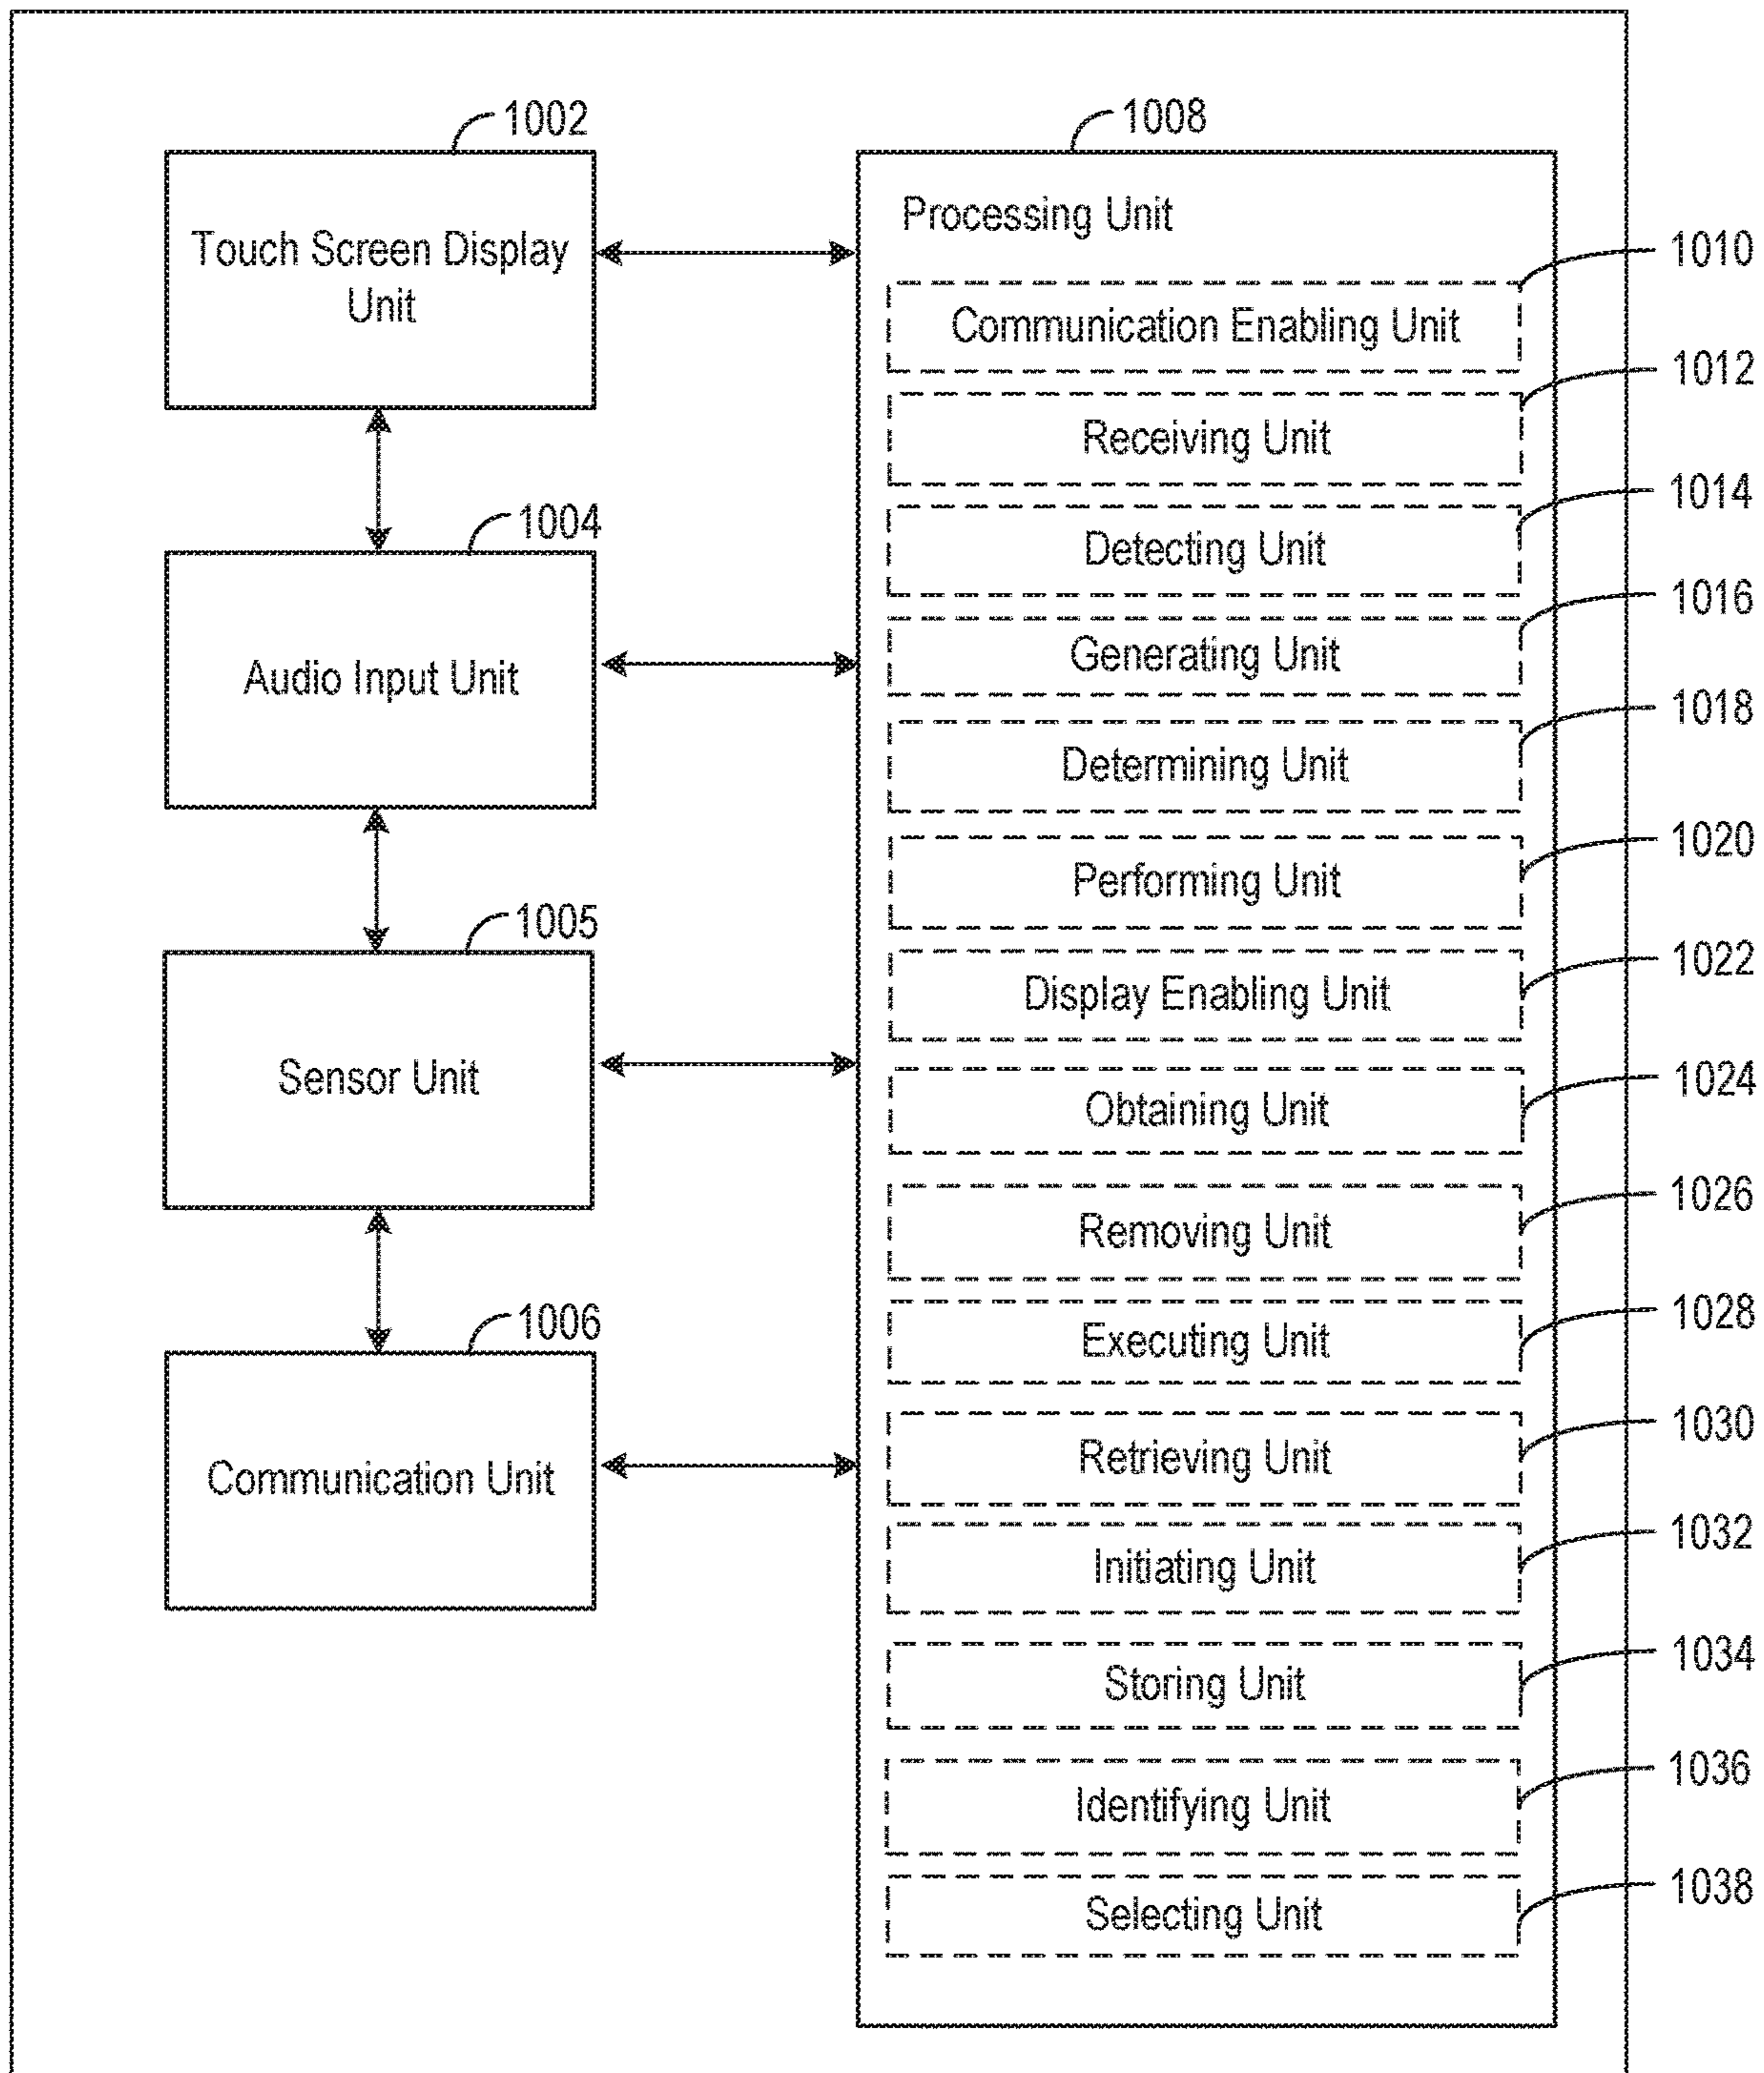 1002
Touch Screen Display
Unit
1004
Audio Input Unit
1005
Sensor Unit
1006
Communication Unit
1008
Processing Unit
1010
Communication Enabling Unit
1012
Receiving Unit
1014
Detecting Unit
1016
Generating Unit
1018
Determining Unit
1020
Performing Unit
1022
Display Enabling Unit
1024
Obtaining Unit
1026
Removing Unit
1028
Executing Unit
1030
Retrieving Unit
1032
Initiating Unit
1034
Storing Unit
1036
Identifying Unit
1038
Selecting Unit